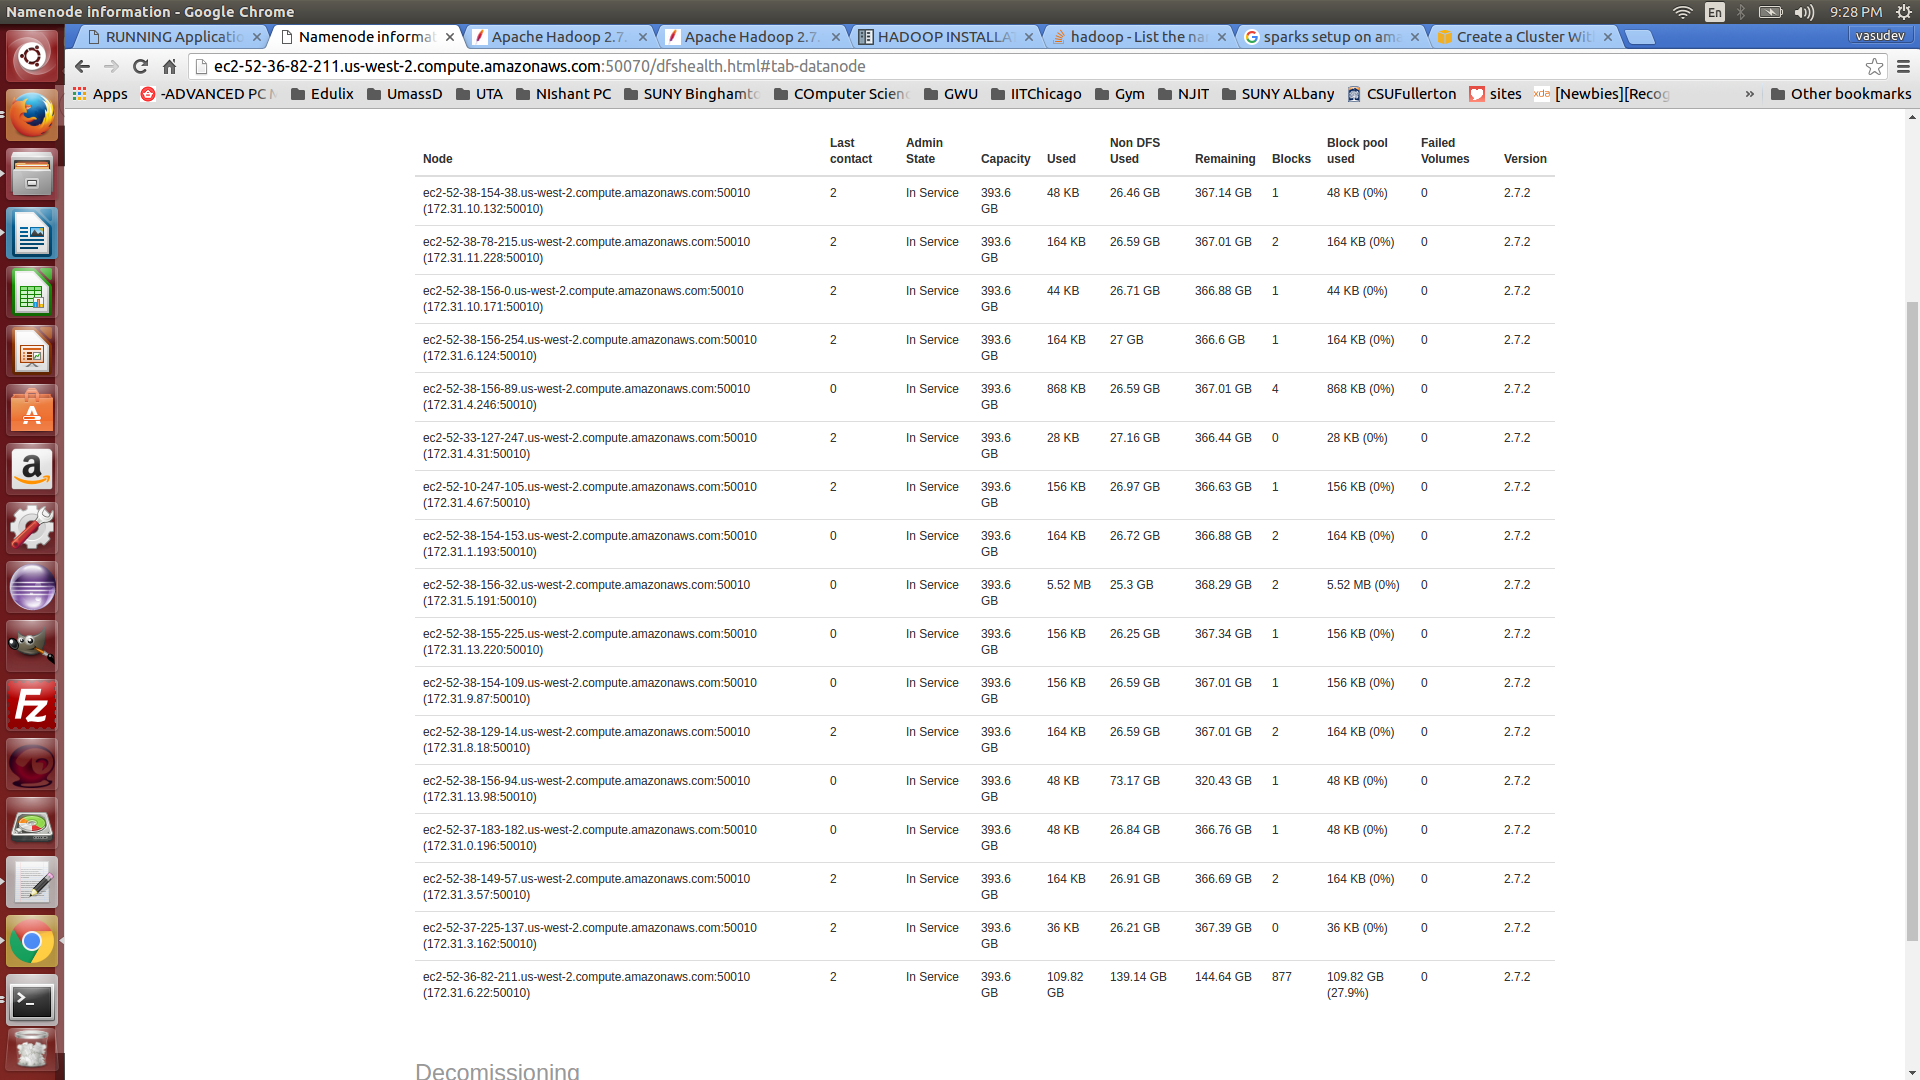 Namenode information - Google Chrome
En
9:28 PM
RUNNING Applicatio
Namenode informat
Apache Hadoop 2.7.
Apache Hadoop 2.7.
HADOOP INSTALLAT
hadoop - List the na
sparks setup on ama
Create a Cluster With
vasudev
ec2-52-36-82-211.us-west-2.compute.amazonaws.com:50070/dfshealth.html#tab-datanode
Apps
-ADVANCED PC M
Edulix
UmassD
UTA
NIshant PC
SUNY Binghamto
COmputer Scienc
GWU
IITChicago
Gym
NJIT
SUNY ALbany
CSUFullerton
sites
[Newbies][Recog
»
Other bookmarks
Node Last contact Admin State Capacity Used Non DFS Used Remaining Blocks Block pool used Failed Volumes Version
ec2-52-38-154-38.us-west-2.compute.amazonaws.com:50010 2 In Service 393.6 48 KB 26.46 GB 367.14 GB 1 48 KB (0%) 0 2.7.2
(172.31.10.132:50010) GB
ec2-52-38-78-215.us-west-2.compute.amazonaws.com:50010 2 In Service 393.6 164 KB 26.59 GB 367.01 GB 2 164 KB (0%) 0 2.7.2
(172.31.11.228:50010) GB
ec2-52-38-156-0.us-west-2.compute.amazonaws.com:50010 2 In Service 393.6 44 KB 26.71 GB 366.88 GB 1 44 KB (0%) 0 2.7.2
(172.31.10.171:50010) GB
ec2-52-38-156-254.us-west-2.compute.amazonaws.com:50010 2 In Service 393.6 164 KB 27 GB 366.6 GB 1 164 KB (0%) 0 2.7.2
(172.31.6.124:50010) GB
ec2-52-38-156-89.us-west-2.compute.amazonaws.com:50010 0 In Service 393.6 868 KB 26.59 GB 367.01 GB 4 868 KB (0%) 0 2.7.2
(172.31.4.246:50010) GB
ec2-52-33-127-247.us-west-2.compute.amazonaws.com:50010 2 In Service 393.6 28 KB 27.16 GB 366.44 GB 0 28 KB (0%) 0 2.7.2
(172.31.4.31:50010) GB
ec2-52-10-247-105.us-west-2.compute.amazonaws.com:50010 2 In Service 393.6 156 KB 26.97 GB 366.63 GB 1 156 KB (0%) 0 2.7.2
(172.31.4.67:50010) GB
ec2-52-38-154-153.us-west-2.compute.amazonaws.com:50010 0 In Service 393.6 164 KB 26.72 GB 366.88 GB 2 164 KB (0%) 0 2.7.2
(172.31.1.193:50010) GB
ec2-52-38-156-32.us-west-2.compute.amazonaws.com:50010 0 In Service 393.6 5.52 MB 25.3 GB 368.29 GB 2 5.52 MB (0%) 0 2.7.2
(172.31.5.191:50010) GB
ec2-52-38-155-225.us-west-2.compute.amazonaws.com:50010 0 In Service 393.6 156 KB 26.25 GB 367.34 GB 1 156 KB (0%) 0 2.7.2
(172.31.13.220:50010) GB
ec2-52-38-154-109.us-west-2.compute.amazonaws.com:50010 0 In Service 393.6 156 KB 26.59 GB 367.01 GB 1 156 KB (0%) 0 2.7.2
(172.31.9.87:50010) GB
ec2-52-38-129-14.us-west-2.compute.amazonaws.com:50010 2 In Service 393.6 164 KB 26.59 GB 367.01 GB 2 164 KB (0%) 0 2.7.2
(172.31.8.18:50010) GB
ec2-52-38-156-94.us-west-2.compute.amazonaws.com:50010 0 In Service 393.6 48 KB 73.17 GB 320.43 GB 1 48 KB (0%) 0 2.7.2
(172.31.13.98:50010) GB
ec2-52-37-183-182.us-west-2.compute.amazonaws.com:50010 0 In Service 393.6 48 KB 26.84 GB 366.76 GB 1 48 KB (0%) 0 2.7.2
(172.31.0.196:50010) GB
ec2-52-38-149-57.us-west-2.compute.amazonaws.com:50010 2 In Service 393.6 164 KB 26.91 GB 366.69 GB 2 164 KB (0%) 0 2.7.2
(172.31.3.57:50010) GB
ec2-52-37-225-137.us-west-2.compute.amazonaws.com:50010 2 In Service 393.6 36 KB 26.21 GB 367.39 GB 0 36 KB (0%) 0 2.7.2
(172.31.3.162:50010) GB
ec2-52-36-82-211.us-west-2.compute.amazonaws.com:50010 2 In Service 393.6 109.82 139.14 GB 144.64 GB 877 109.82 GB 0 2.7.2
(172.31.6.22:50010) GB GB (27.9%)
Decomissioning